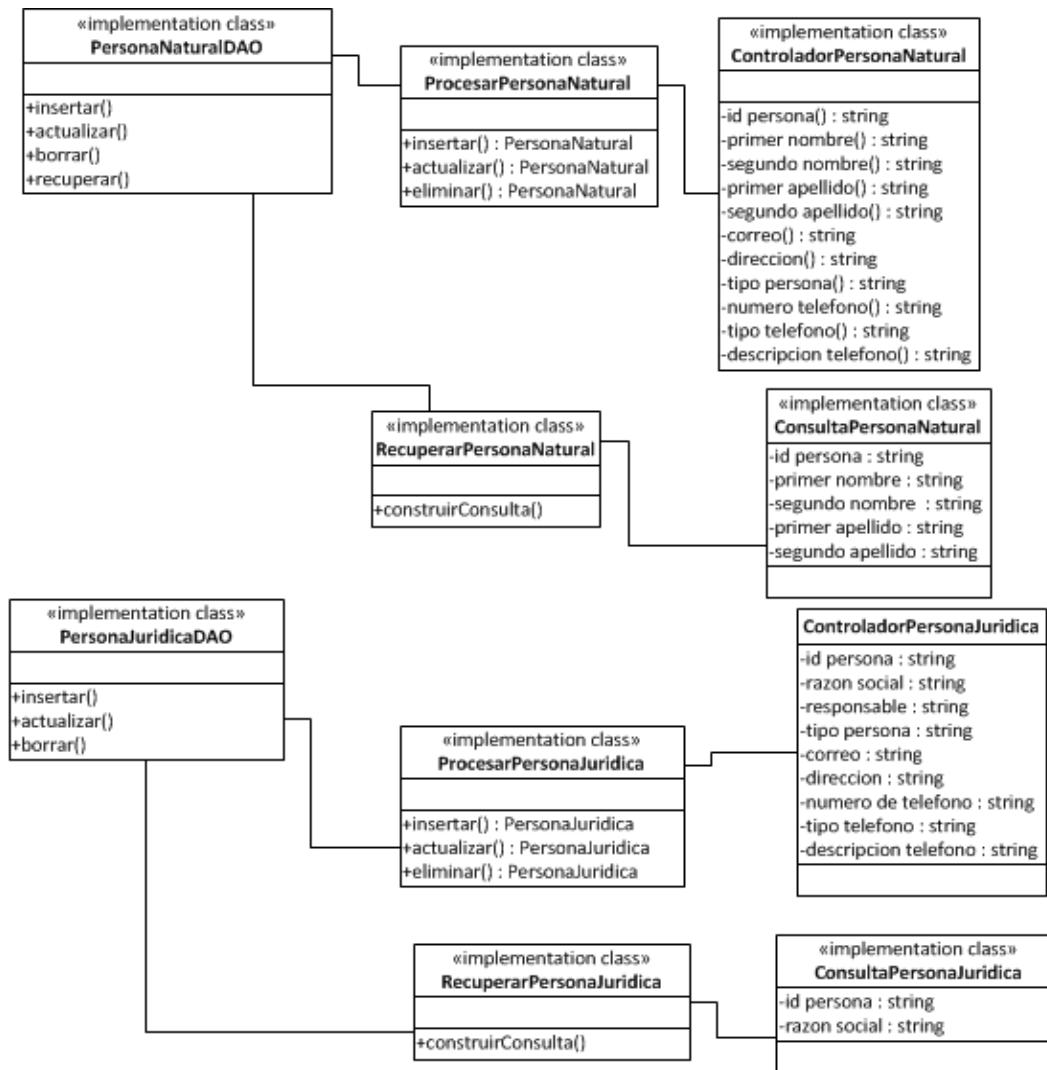 «implementation class»
PersonaNaturalDAO
+insertar()
+actualizar()
+borrar()
+recuperar()
«implementation class»
ProcesarPersonaNatural
+insertar() : PersonaNatural
+actualizar() : PersonaNatural
+eliminar() : PersonaNatural
«implementation class»
ControladorPersonaNatural
-id persona() : string
-primer nombre() : string
-segundo nombre() : string
-primer apellido() : string
-segundo apellido() : string
-correo() : string
-direccion() : string
-tipo persona() : string
-numero telefono() : string
-tipo telefono() : string
-descripcion telefono() : string
«implementation class»
RecuperarPersonaNatural
+construirConsulta()
«implementation class»
ConsultaPersonaNatural
-id persona : string
-primer nombre : string
-segundo nombre : string
-primer apellido : string
-segundo apellido : string
«implementation class»
PersonaJuridicaDAO
+insertar()
+actualizar()
+borrar()
«implementation class»
ProcesarPersonaJuridica
+insertar() : PersonaJuridica
+actualizar() : PersonaJuridica
+eliminar() : PersonaJuridica
ControladorPersonaJuridica
-id persona : string
-razon social : string
-responsable : string
-tipo persona : string
-correo : string
-direccion : string
-numero de telefono : string
-tipo telefono : string
-descripcion telefono : string
«implementation class»
RecuperarPersonaJuridica
+construirConsulta()
«implementation class»
ConsultaPersonaJuridica
-id persona : string
-razon social : string